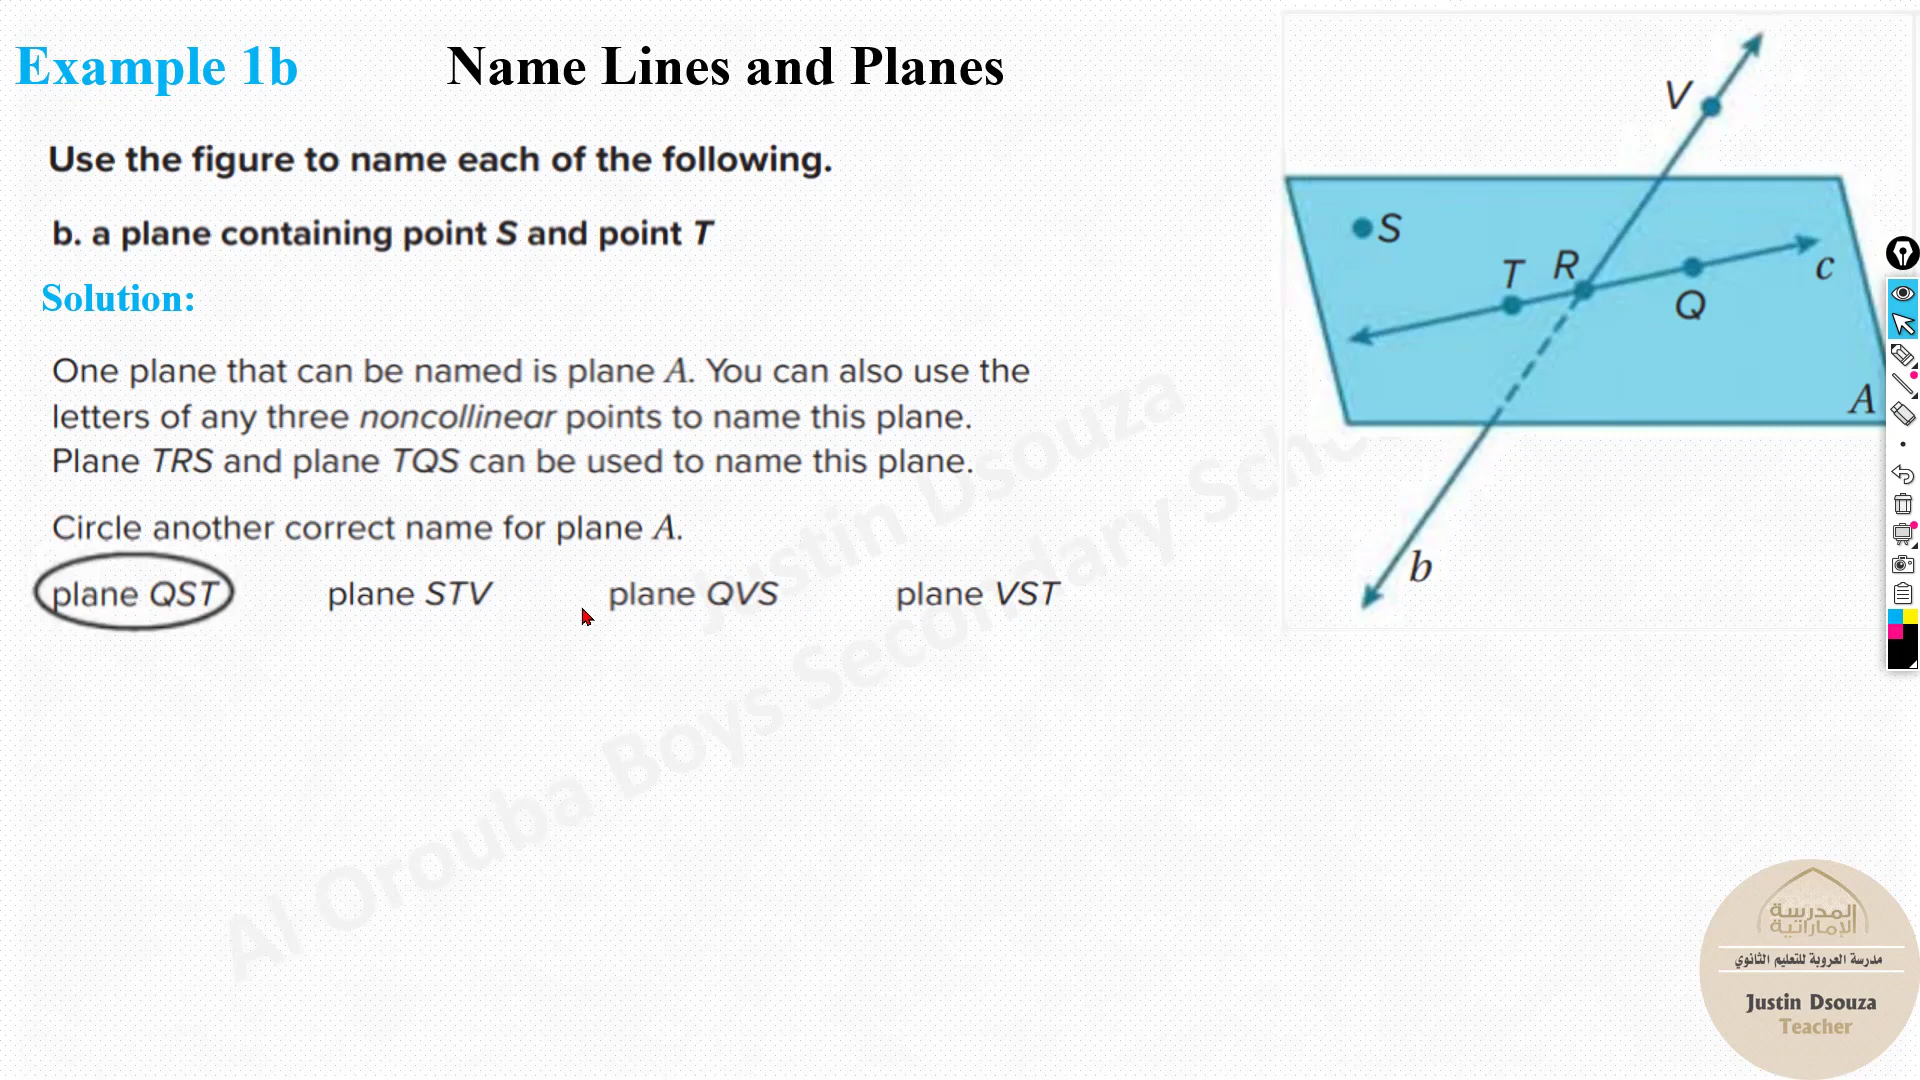 Example 1b
Name Lines and Planes
Use the figure to name each of the following.
b. a plane containing point S and point T
Solution:
One plane that can be named is plane A. You can also use the
letters of any three noncollinear points to name this plane.
Plane TRS and plane TQS can be used to name this plane.
Circle another correct name for plane A.
plane QST
plane STV
plane QVS
plane VST
V
S
T
R
Q
c
A
b
Justin Dsouza
Al Orouba Boys Secondary Scho
المدرسة
الإماراتية
مدرسة العروبة للتعليم الثانوي
Justin Dsouza
Teacher